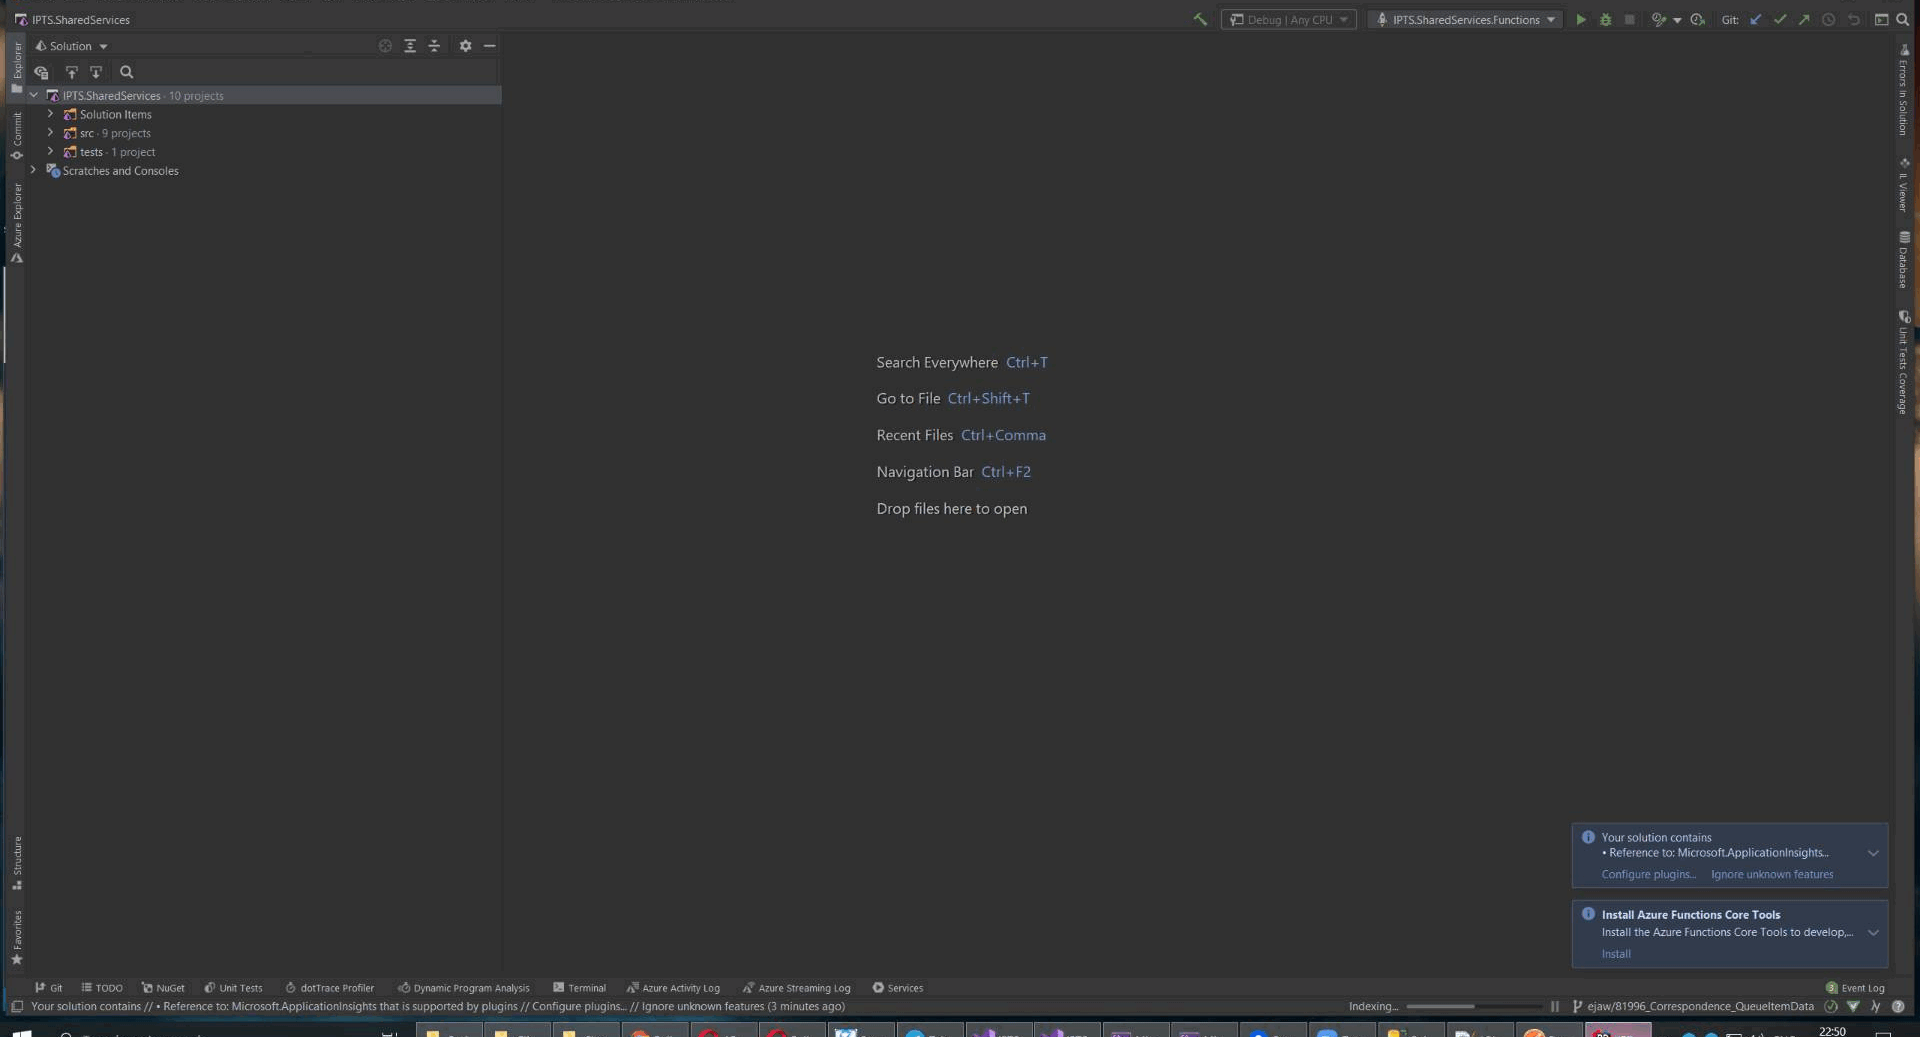 IPTS.SharedServices
Debug | Any CPU
IPTS.SharedServices.Functions
Git:
Solution
IPTS.SharedServices · 10 projects
Solution Items
src · 9 projects
tests · 1 project
Scratches and Consoles
Explorer
Commit
Azure Explorer
Structure
Favorites
Errors In Solution
IL Viewer
Database
Unit Tests Coverage
Search Everywhere Ctrl+T
Go to File Ctrl+Shift+T
Recent Files Ctrl+Comma
Navigation Bar Ctrl+F2
Drop files here to open
Your solution contains
• Reference to: Microsoft.ApplicationInsights...
Configure plugins... Ignore unknown features
Install Azure Functions Core Tools
Install the Azure Functions Core Tools to develop,...
Install
Git TODO NuGet Unit Tests dotTrace Profiler Dynamic Program Analysis Terminal Azure Activity Log Azure Streaming Log Services
3 Event Log
Your solution contains // • Reference to: Microsoft.ApplicationInsights that is supported by plugins // Configure plugins... // Ignore unknown features (3 minutes ago)
Indexing...
ejaw/81996_Correspondence_QueueItemData
22:50